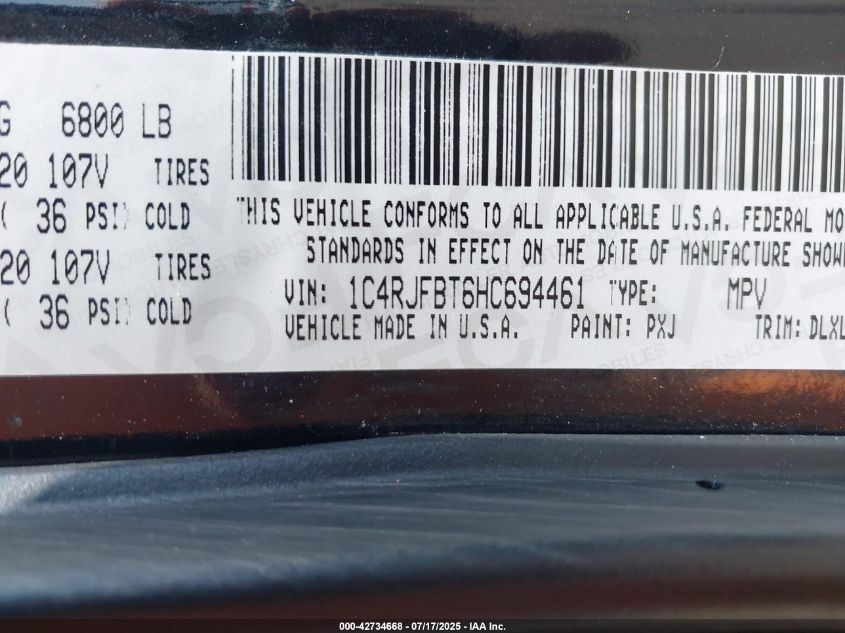 G 6800 LB
20 107V TIRES
( 36 PSI) COLD
20 107V TIRES
( 36 PSI) COLD
THIS VEHICLE CONFORMS TO ALL APPLICABLE U.S.A. FEDERAL MO
STANDARDS IN EFFECT ON THE DATE OF MANUFACTURE SHOW
VIN: 1C4RJFBT6HC694461 TYPE: MPV
VEHICLE MADE IN U.S.A. PAINT: PXJ TRIM: DLXL
000-42734668 - 07/17/2025 - IAA Inc.